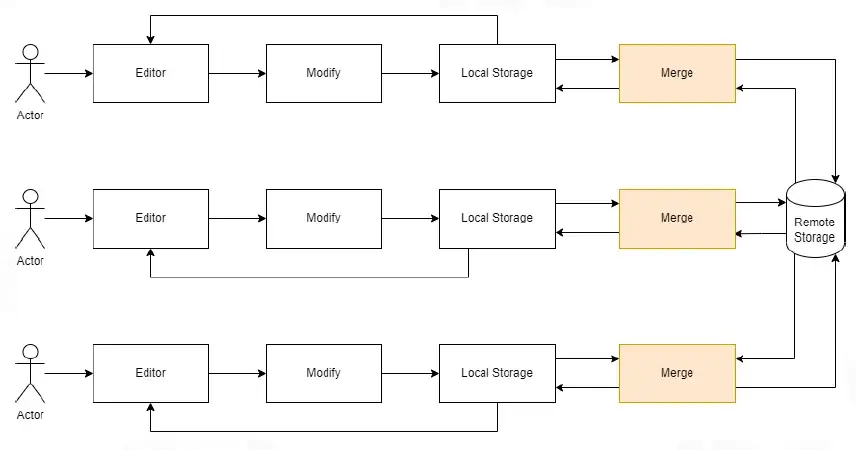 Editor
Modify
Local Storage
Merge
Actor
Editor
Modify
Local Storage
Merge
Remote
Storage
Actor
Editor
Modify
Local Storage
Merge
Actor